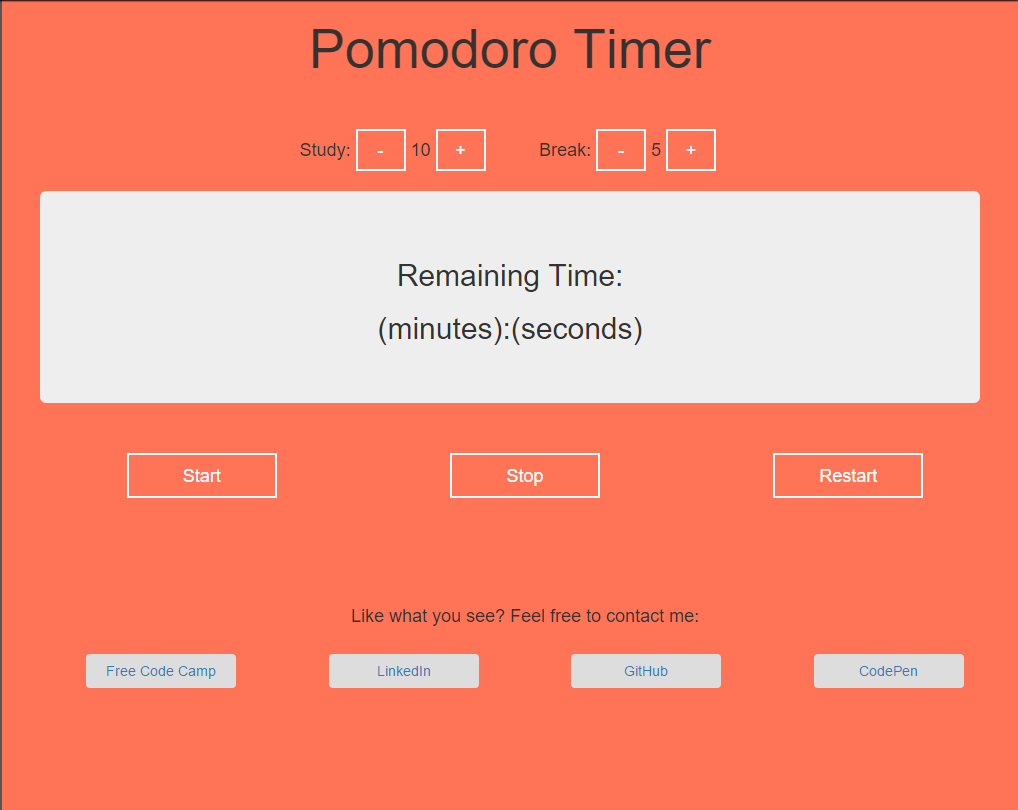 Pomodoro Timer
Study: - 10 + Break: - 5 +
Remaining Time:
(minutes):(seconds)
Start Stop Restart
Like what you see? Feel free to contact me:
Free Code Camp LinkedIn GitHub CodePen